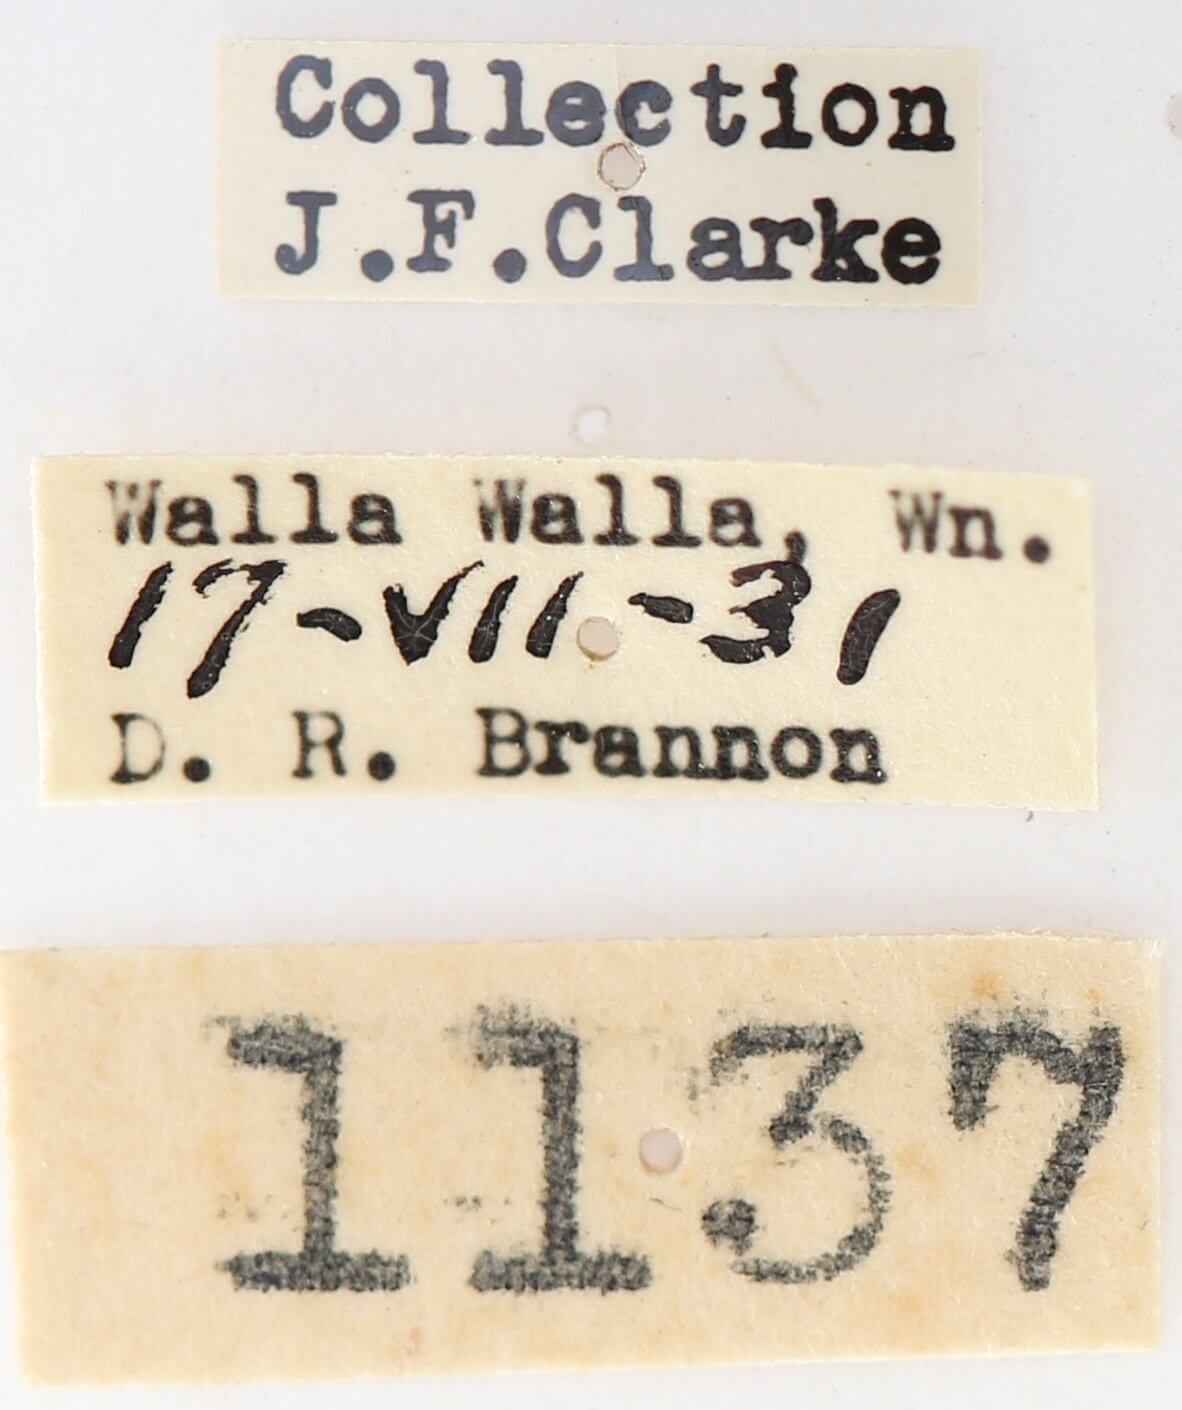 Collection
J.F.Clarke
Walla Walla, Wn.
17-VII-31
D. R. Brannon
1137